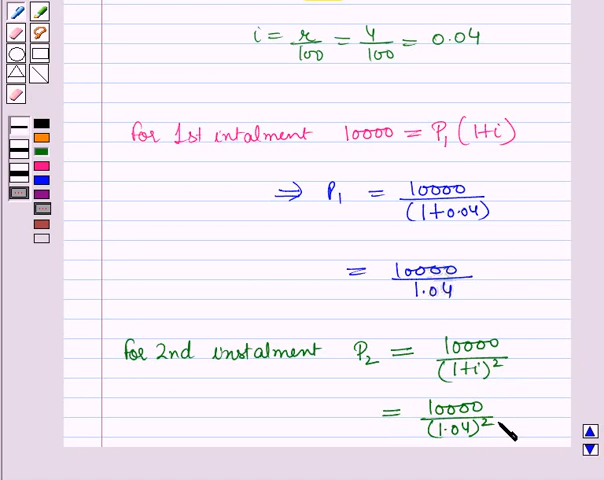 i = r/100 = 4/100 = 0.04
for 1st intalment 10000 = P₁ (1+i)
⇒ P₁ = 10000/(1+0.04)
= 10000/1.04
for 2nd instalment P₂ = 10000/(1+i)²
= 10000/(1.04)²